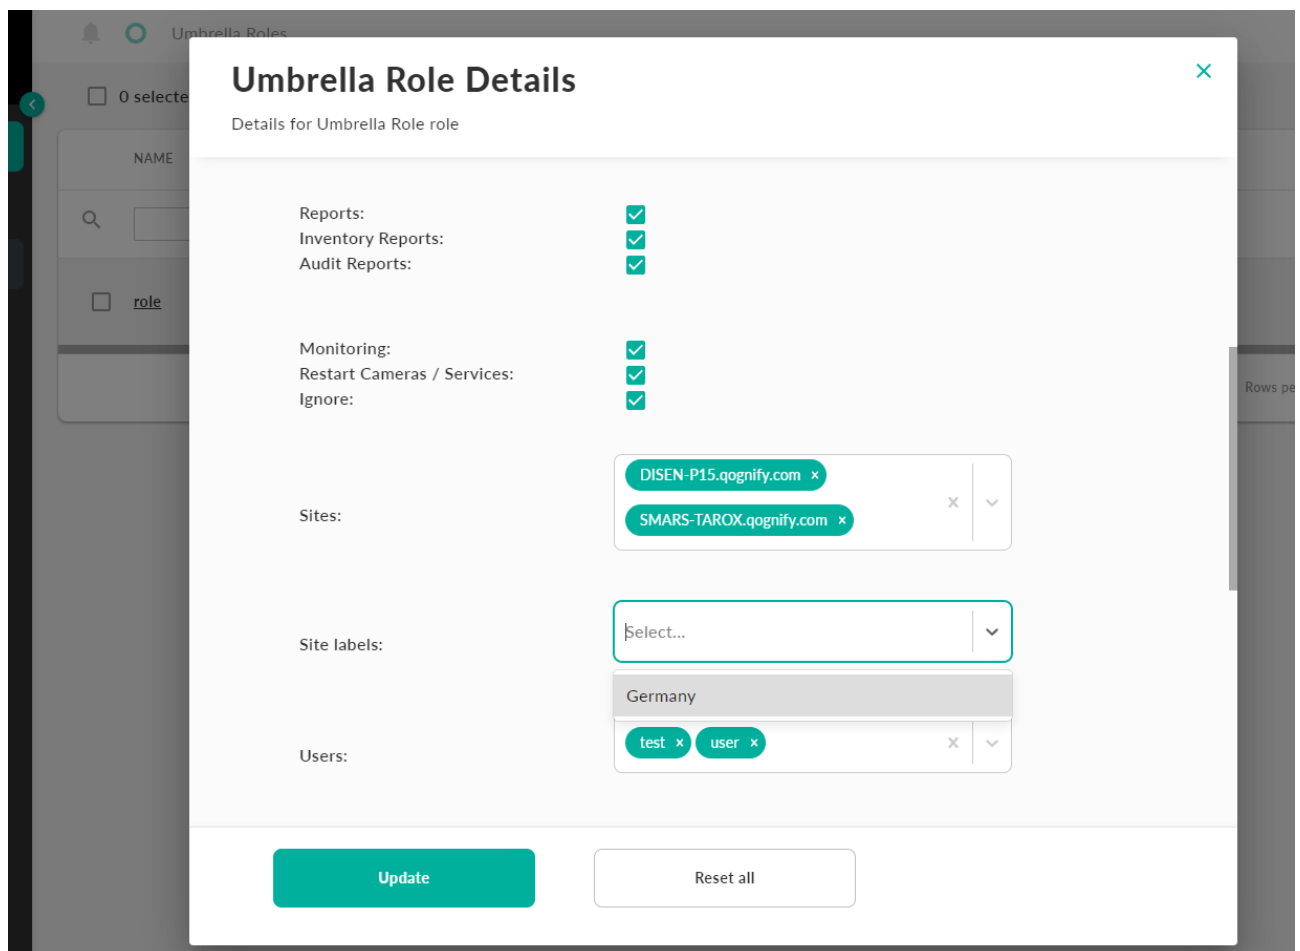 Umbrella Roles
0 selecte
NAME
role
Rows pe
Umbrella Role Details
Details for Umbrella Role role
Reports:
Inventory Reports:
Audit Reports:
Monitoring:
Restart Cameras / Services:
Ignore:
Sites:
DISEN-P15.qognify.com ×
SMARS-TAROX.qognify.com ×
Site labels:
Select...
Germany
Users:
test × user ×
Update
Reset all